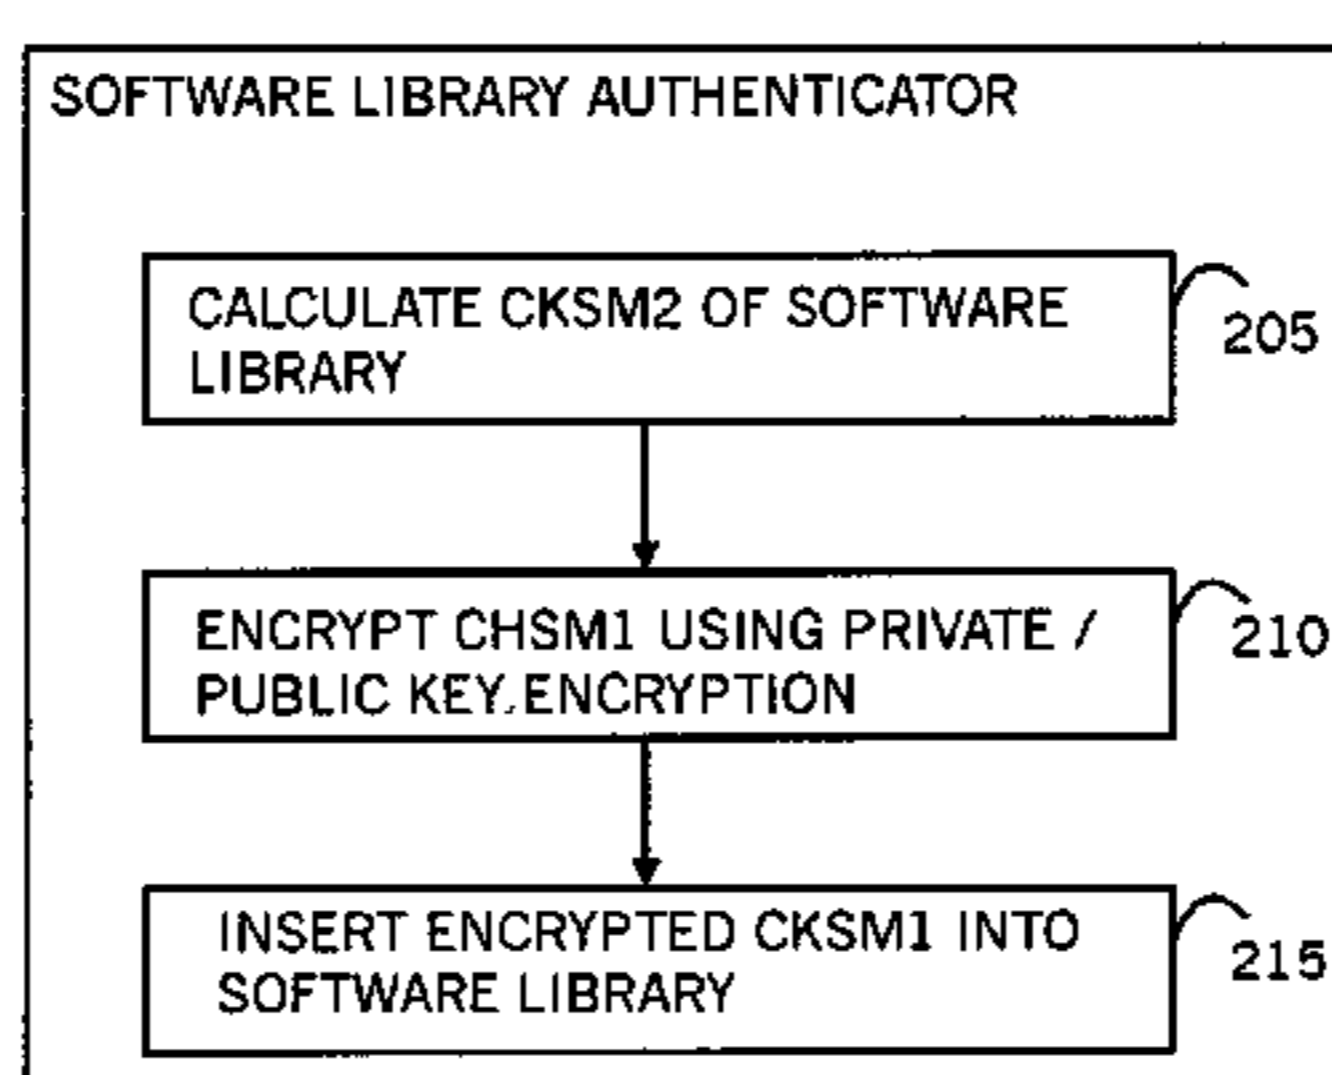 SOFTWARE LIBRARY AUTHENTICATOR
CALCULATE CKSM2 OF SOFTWARE
LIBRARY
205
ENCRYPT CHSM1 USING PRIVATE /
PUBLIC KEY ENCRYPTION
210
INSERT ENCRYPTED CKSM1 INTO
SOFTWARE LIBRARY
215